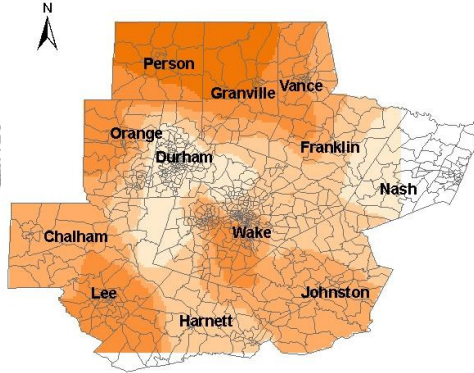 N
Person
Granville
Vance
Orange
Durham
Franklin
Nash
Chalham
Wake
Lee
Johnston
Harnett